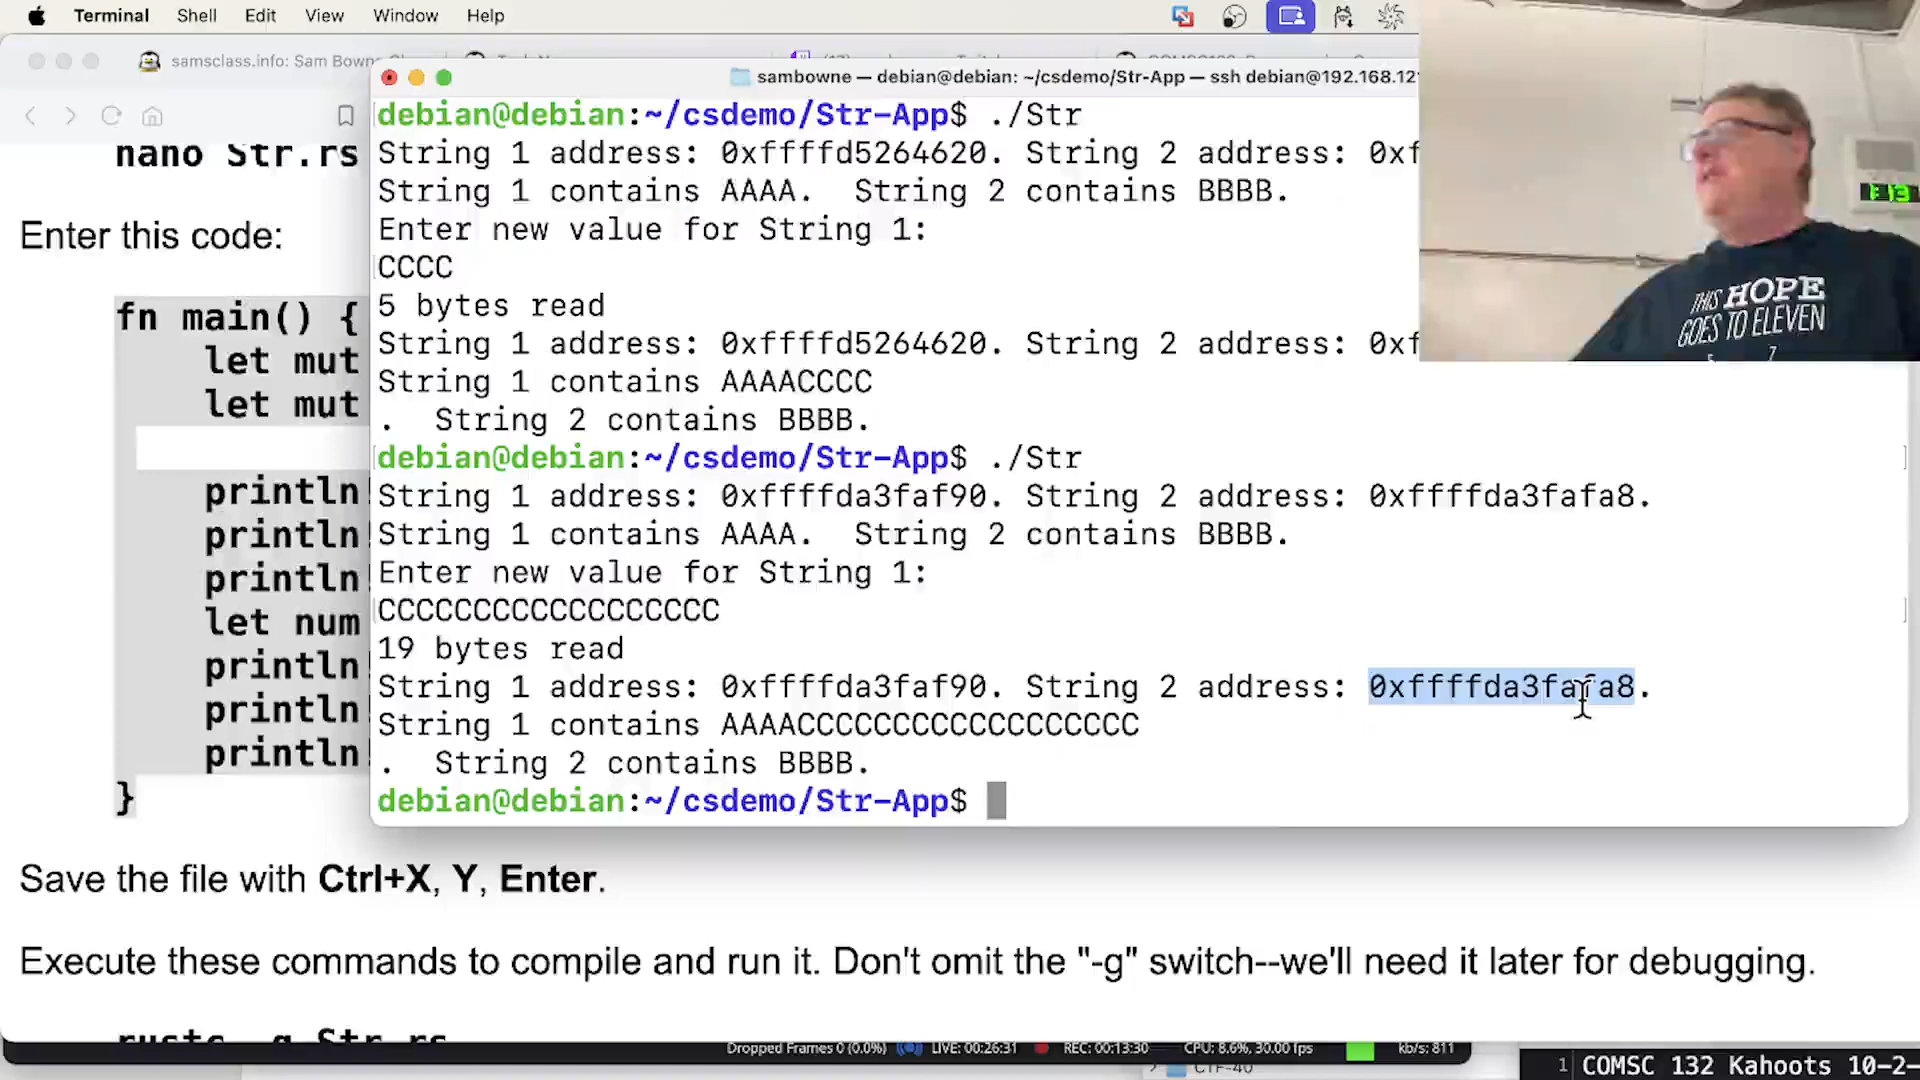 Terminal Shell Edit View Window Help
samsclass.info: Sam Bowne
sambowne — debian@debian: ~/csdemo/Str-App — ssh debian@192.168.121
debian@debian:~/csdemo/Str-App$ ./Str
nano Str.rs
String 1 address: 0xffffd5264620. String 2 address: 0xf
String 1 contains AAAA.  String 2 contains BBBB.
Enter this code:
Enter new value for String 1:
CCCC
5 bytes read
fn main() {
String 1 address: 0xffffd5264620. String 2 address: 0xf
let mut
String 1 contains AAAACCCC
let mut
.  String 2 contains BBBB.
debian@debian:~/csdemo/Str-App$ ./Str
println!
String 1 address: 0xffffda3faf90. String 2 address: 0xffffda3fafa8.
println!
String 1 contains AAAA.  String 2 contains BBBB.
println!
Enter new value for String 1:
let num
CCCCCCCCCCCCCCCCCC
19 bytes read
println!
String 1 address: 0xffffda3faf90. String 2 address: 0xffffda3fafa8.
println!
String 1 contains AAAACCCCCCCCCCCCCCCCCC
println!
.  String 2 contains BBBB.
}
debian@debian:~/csdemo/Str-App$
Save the file with Ctrl+X, Y, Enter.
Execute these commands to compile and run it. Don't omit the "-g" switch--we'll need it later for debugging.
rustc -g Str.rs
Dropped Frames 0 (0.0%) LIVE: 00:26:31 REC: 00:13:30 CPU: 8.6%, 30.00 fps kb/s: 811
CTF-40
1 COMSC 132 Kahoots 10-2-
THIS HOPE
GOES TO ELEVEN